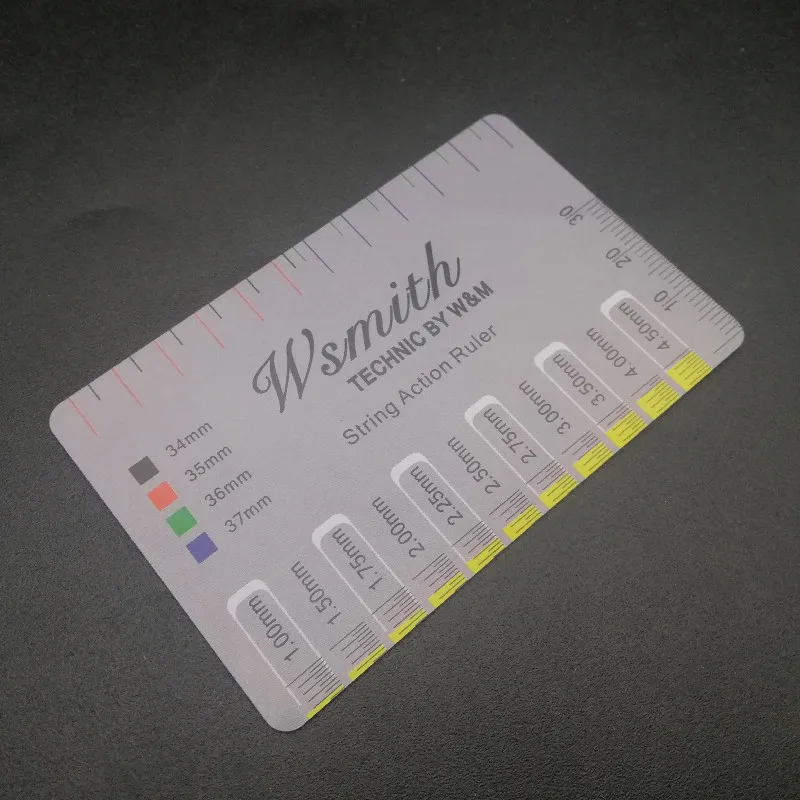 Wsmith
TECHNIC BY W&M
String Action Ruler
34mm
35mm
36mm
37mm
30
20
10
1.00mm
1.50mm
1.75mm
2.00mm
2.25mm
2.50mm
2.75mm
3.00mm
3.50mm
4.00mm
4.50mm